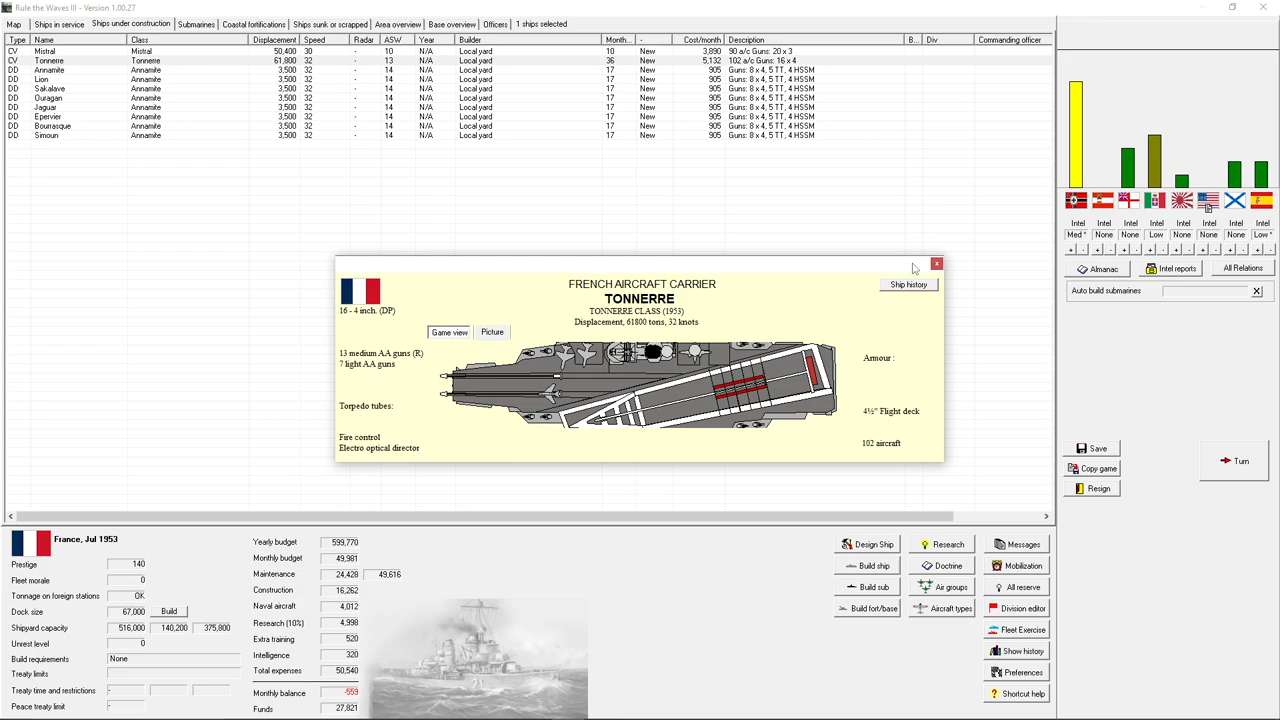 Rule the Waves III - Version 1.00.27
Map Ships in service Ships under construction Submarines Coastal fortifications Ships sunk or scrapped Area overview Base overview Officers 1 ships selected
Type Name Class Displacement Speed Radar ASW Year Builder Month... - Cost/month Description B... Div Commanding officer
CV Mistral Mistral 50,400 30 - 10 N/A Local yard 10 New 3,890 90 a/c Guns: 20 x 3
CV Tonnerre Tonnerre 61,800 32 - 13 N/A Local yard 36 New 5,132 102 a/c Guns: 16 x 4
DD Annamite Annamite 3,500 32 - 14 N/A Local yard 17 New 905 Guns: 8 x 4, 5 TT, 4 HSSM
DD Lion Annamite 3,500 32 - 14 N/A Local yard 17 New 905 Guns: 8 x 4, 5 TT, 4 HSSM
DD Sakalave Annamite 3,500 32 - 14 N/A Local yard 17 New 905 Guns: 8 x 4, 5 TT, 4 HSSM
DD Ouragan Annamite 3,500 32 - 14 N/A Local yard 17 New 905 Guns: 8 x 4, 5 TT, 4 HSSM
DD Jaguar Annamite 3,500 32 - 14 N/A Local yard 17 New 905 Guns: 8 x 4, 5 TT, 4 HSSM
DD Epervier Annamite 3,500 32 - 14 N/A Local yard 17 New 905 Guns: 8 x 4, 5 TT, 4 HSSM
DD Bourrasque Annamite 3,500 32 - 14 N/A Local yard 17 New 905 Guns: 8 x 4, 5 TT, 4 HSSM
DD Simoun Annamite 3,500 32 - 14 N/A Local yard 17 New 905 Guns: 8 x 4, 5 TT, 4 HSSM
Intel Intel Intel Intel Intel Intel Intel Intel
Med * None None Low None None None Low *
+ - + - + - + - + - + - + - + -
Almanac Intel reports All Relations
Auto build submarines X
FRENCH AIRCRAFT CARRIER
TONNERRE
TONNERRE CLASS (1953)
Displacement, 61800 tons, 32 knots
Ship history
16 - 4 inch. (DP)
Game view Picture
13 medium AA guns (R)
7 light AA guns
Torpedo tubes:
Fire control
Electro optical director
Armour :
4½" Flight deck
102 aircraft
Save
Copy game
Resign
Turn
France, Jul 1953
Prestige 140
Fleet morale 0
Tonnage on foreign stations OK
Dock size 67,000 Build
Shipyard capacity 516,000 140,200 375,800
Unrest level 0
Build requirements None
Treaty limits
Treaty time and restrictions -
Peace treaty limit -
Yearly budget 599,770
Monthly budget 49,981
Maintenance 24,428 49,616
Construction 16,262
Naval aircraft 4,012
Research (10%) 4,998
Extra training 520
Intelligence 320
Total expenses 50,540
Monthly balance -559
Funds 27,821
Design Ship Research Messages
Build ship Doctrine Mobilization
Build sub Air groups All reserve
Build fort/base Aircraft types Division editor
Fleet Exercise
Show history
Preferences
Shortcut help